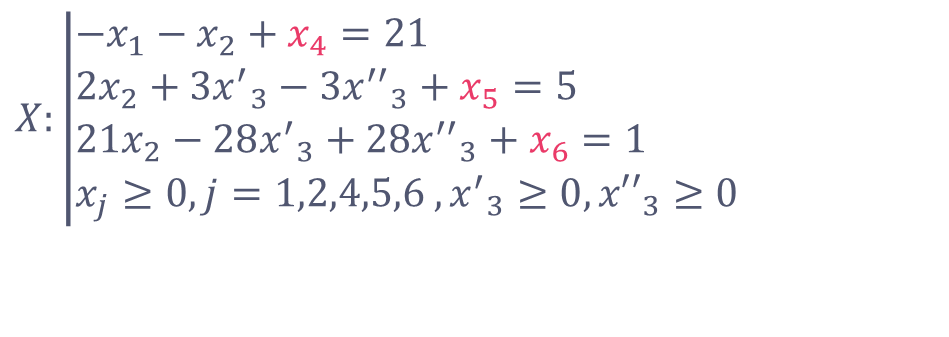 −x₁ − x₂ + x₄ = 21
2x₂ + 3x′₃ − 3x″₃ + x₅ = 5
X: 21x₂ − 28x′₃ + 28x″₃ + x₆ = 1
xⱼ ≥ 0, j = 1,2,4,5,6 , x′₃ ≥ 0, x″₃ ≥ 0